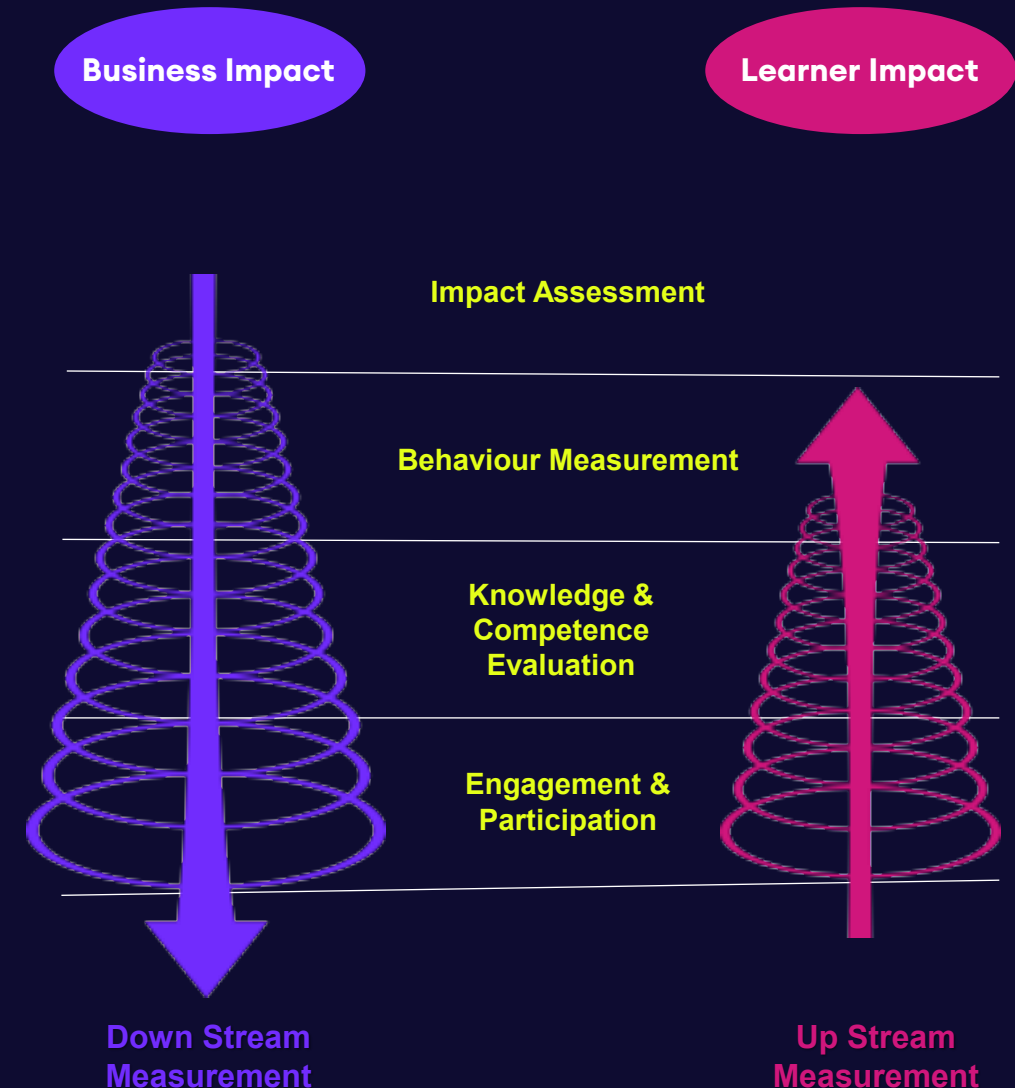 Business Impact
Learner Impact
Impact Assessment
Behaviour Measurement
Knowledge &
Competence
Evaluation
Engagement &
Participation
Down Stream
Measurement
Up Stream
Measurement